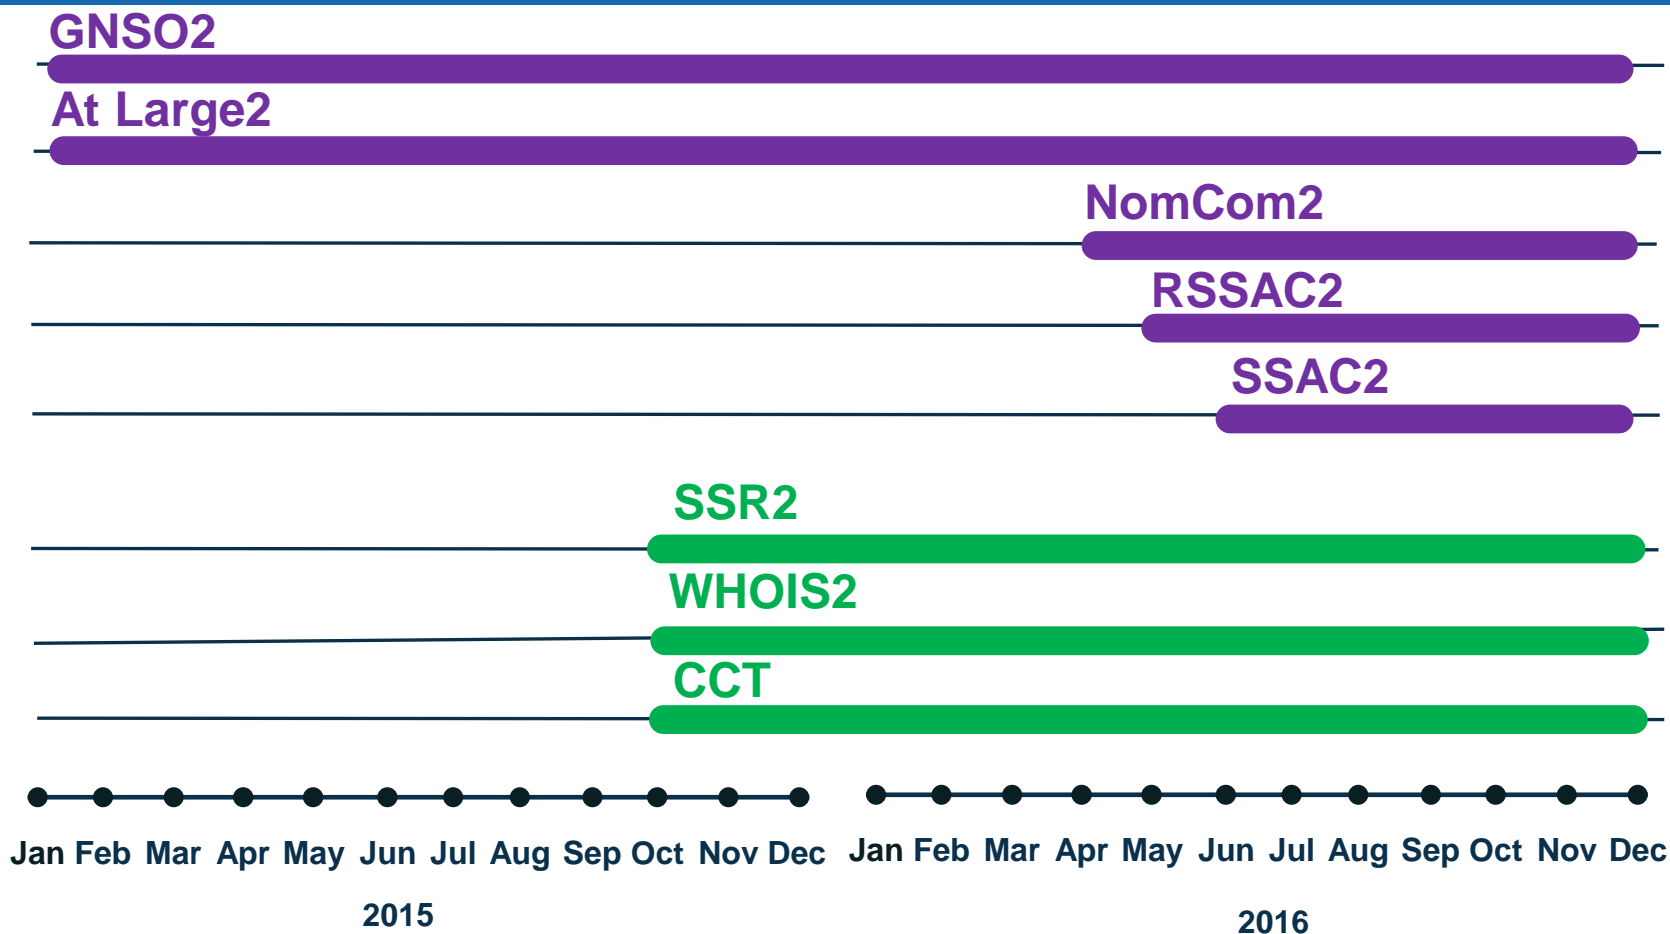 GNSO2
At Large2
NomCom2
RSSAC2
SSAC2
SSR2
WHOIS2
CCT
Jan Feb Mar Apr May Jun Jul Aug Sep Oct Nov Dec
Jan Feb Mar Apr May Jun Jul Aug Sep Oct Nov Dec
2015
2016